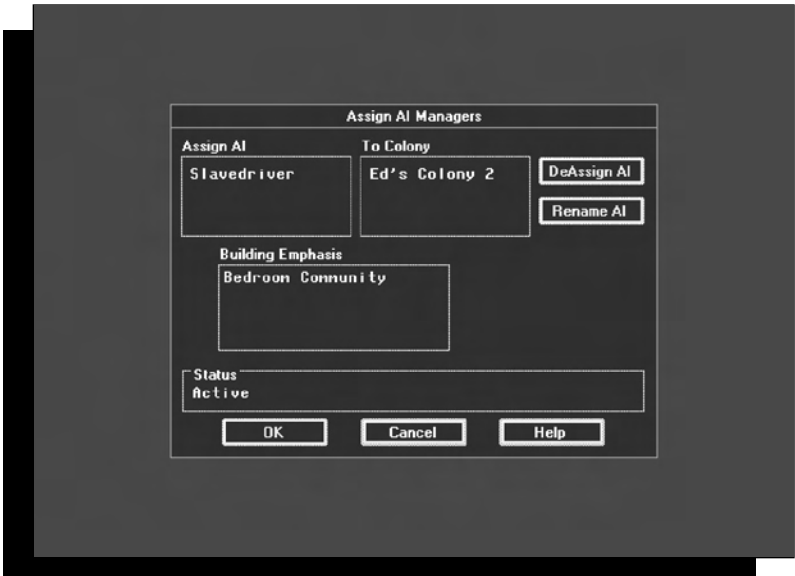 Assign AI Managers
Assign AI
To Colony
Slavedriver
Ed's Colony 2
DeAssign AI
Rename AI
Building Emphasis
Bedroom Community
Status
Active
OK
Cancel
Help